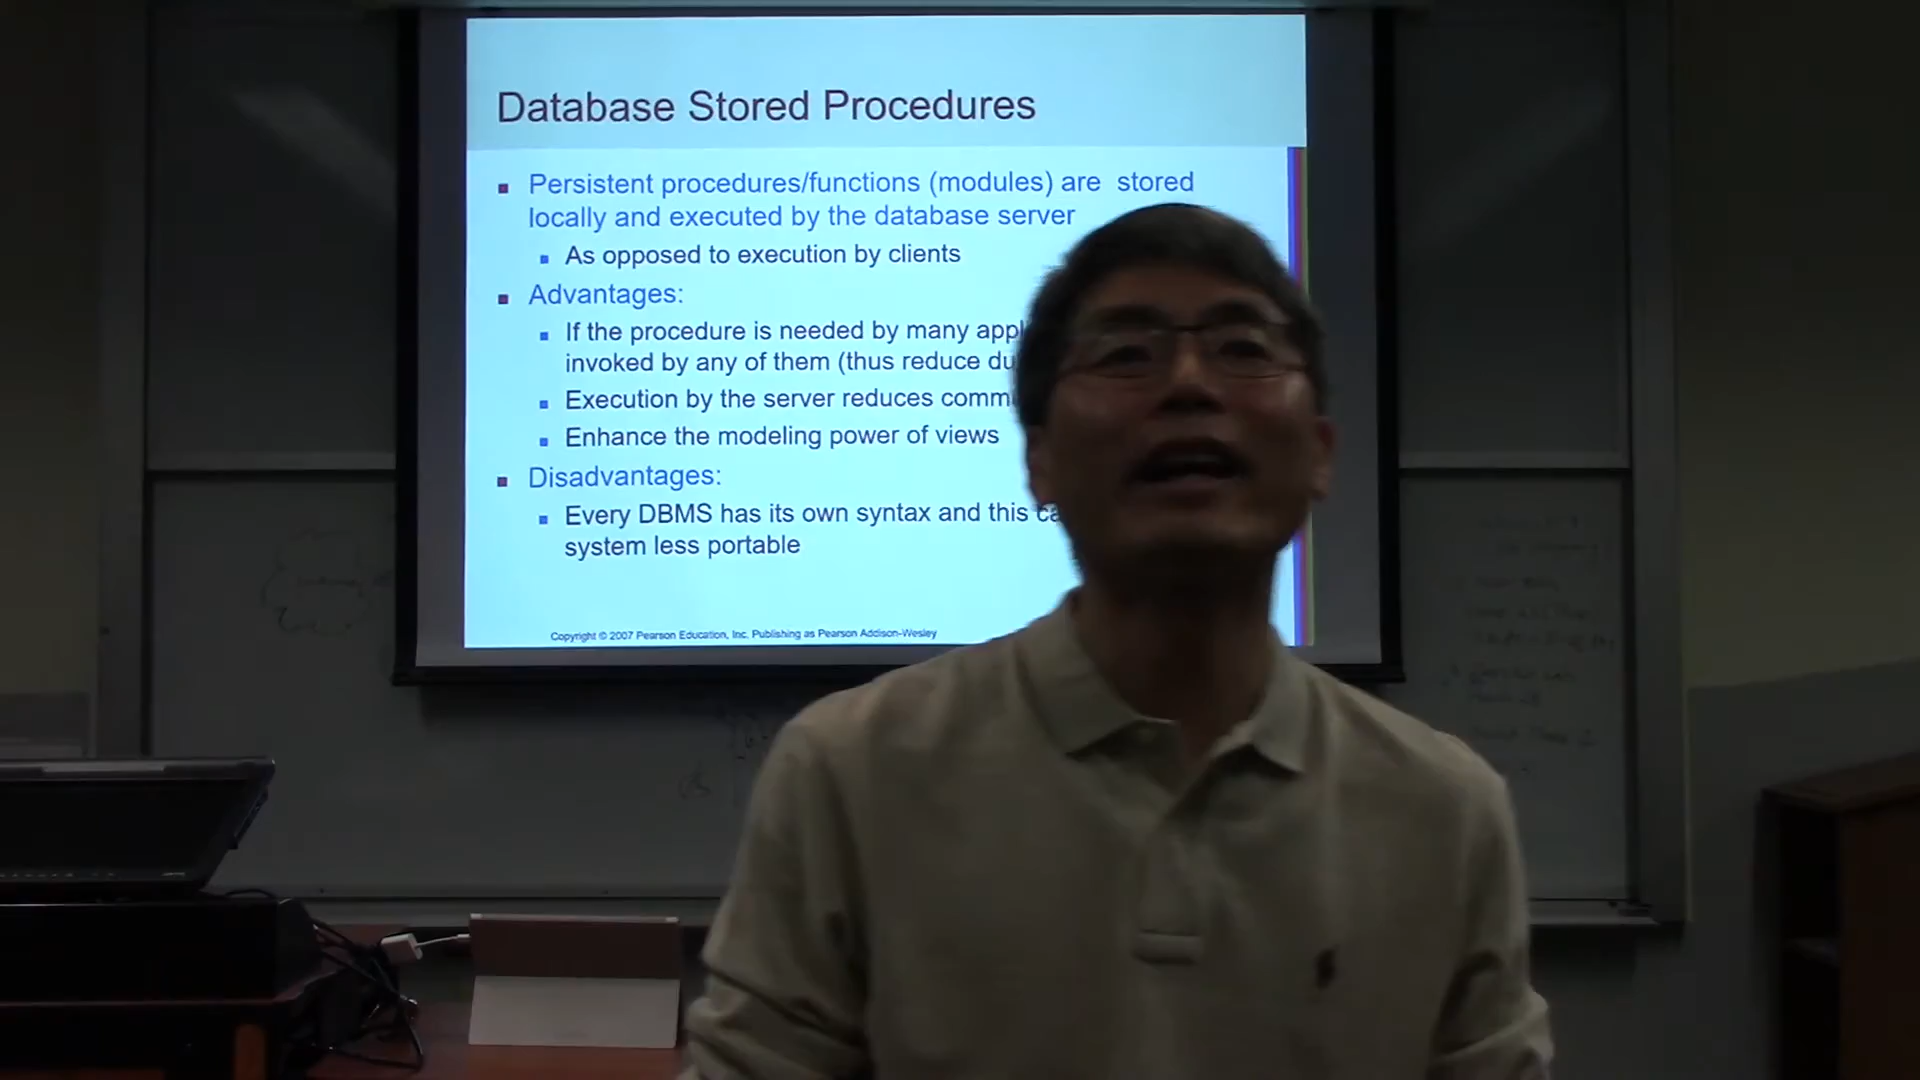 Database Stored Procedures
Persistent procedures/functions (modules) are stored
locally and executed by the database server
As opposed to execution by clients
Advantages:
If the procedure is needed by many
invoked by any of them (thus reduce
Execution by the server reduces
Enhance the modeling power of views
Disadvantages:
Every DBMS has its own syntax and this
system less portable
Copyright © 2007 Pearson Education, Inc. Publishing as Pearson Addison-Wesley